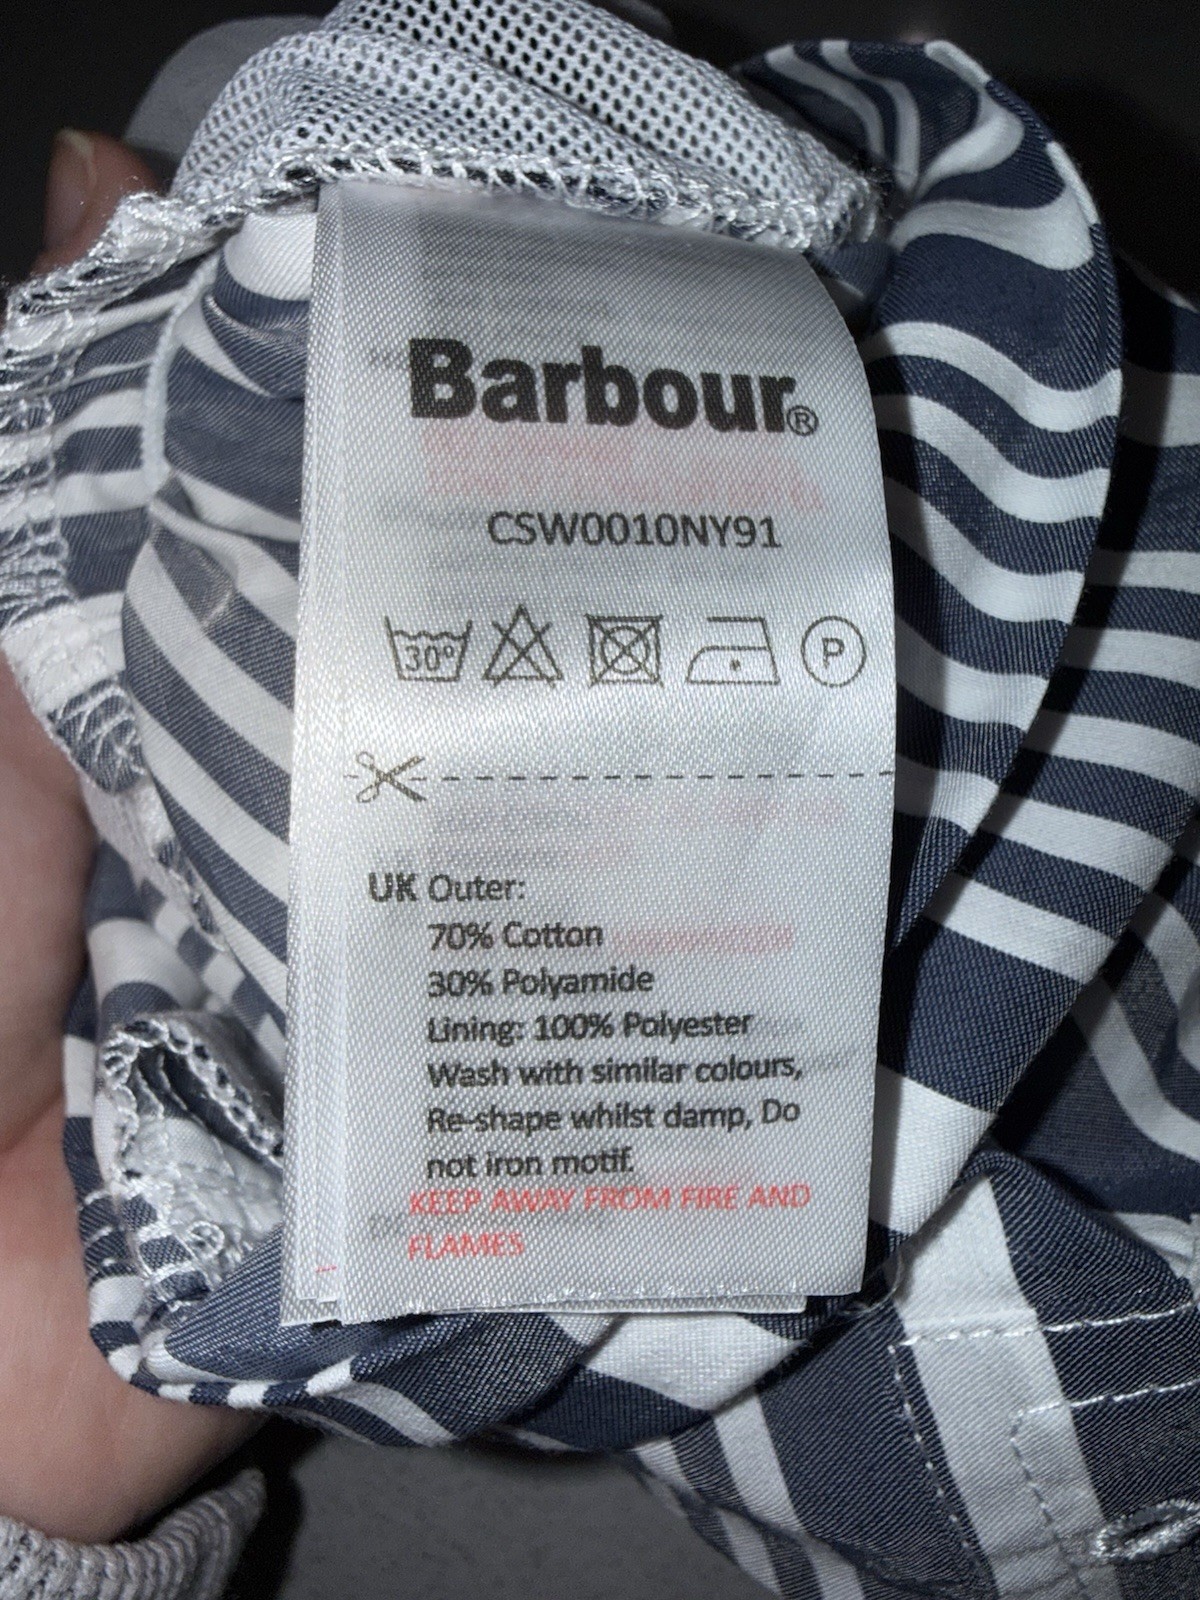 Barbour®
CSW0010NY91
30°
P
UK Outer:
70% Cotton
30% Polyamide
Lining: 100% Polyester
Wash with similar colours,
Re-shape whilst damp, Do
not iron motif.
KEEP AWAY FROM FIRE AND
FLAMES